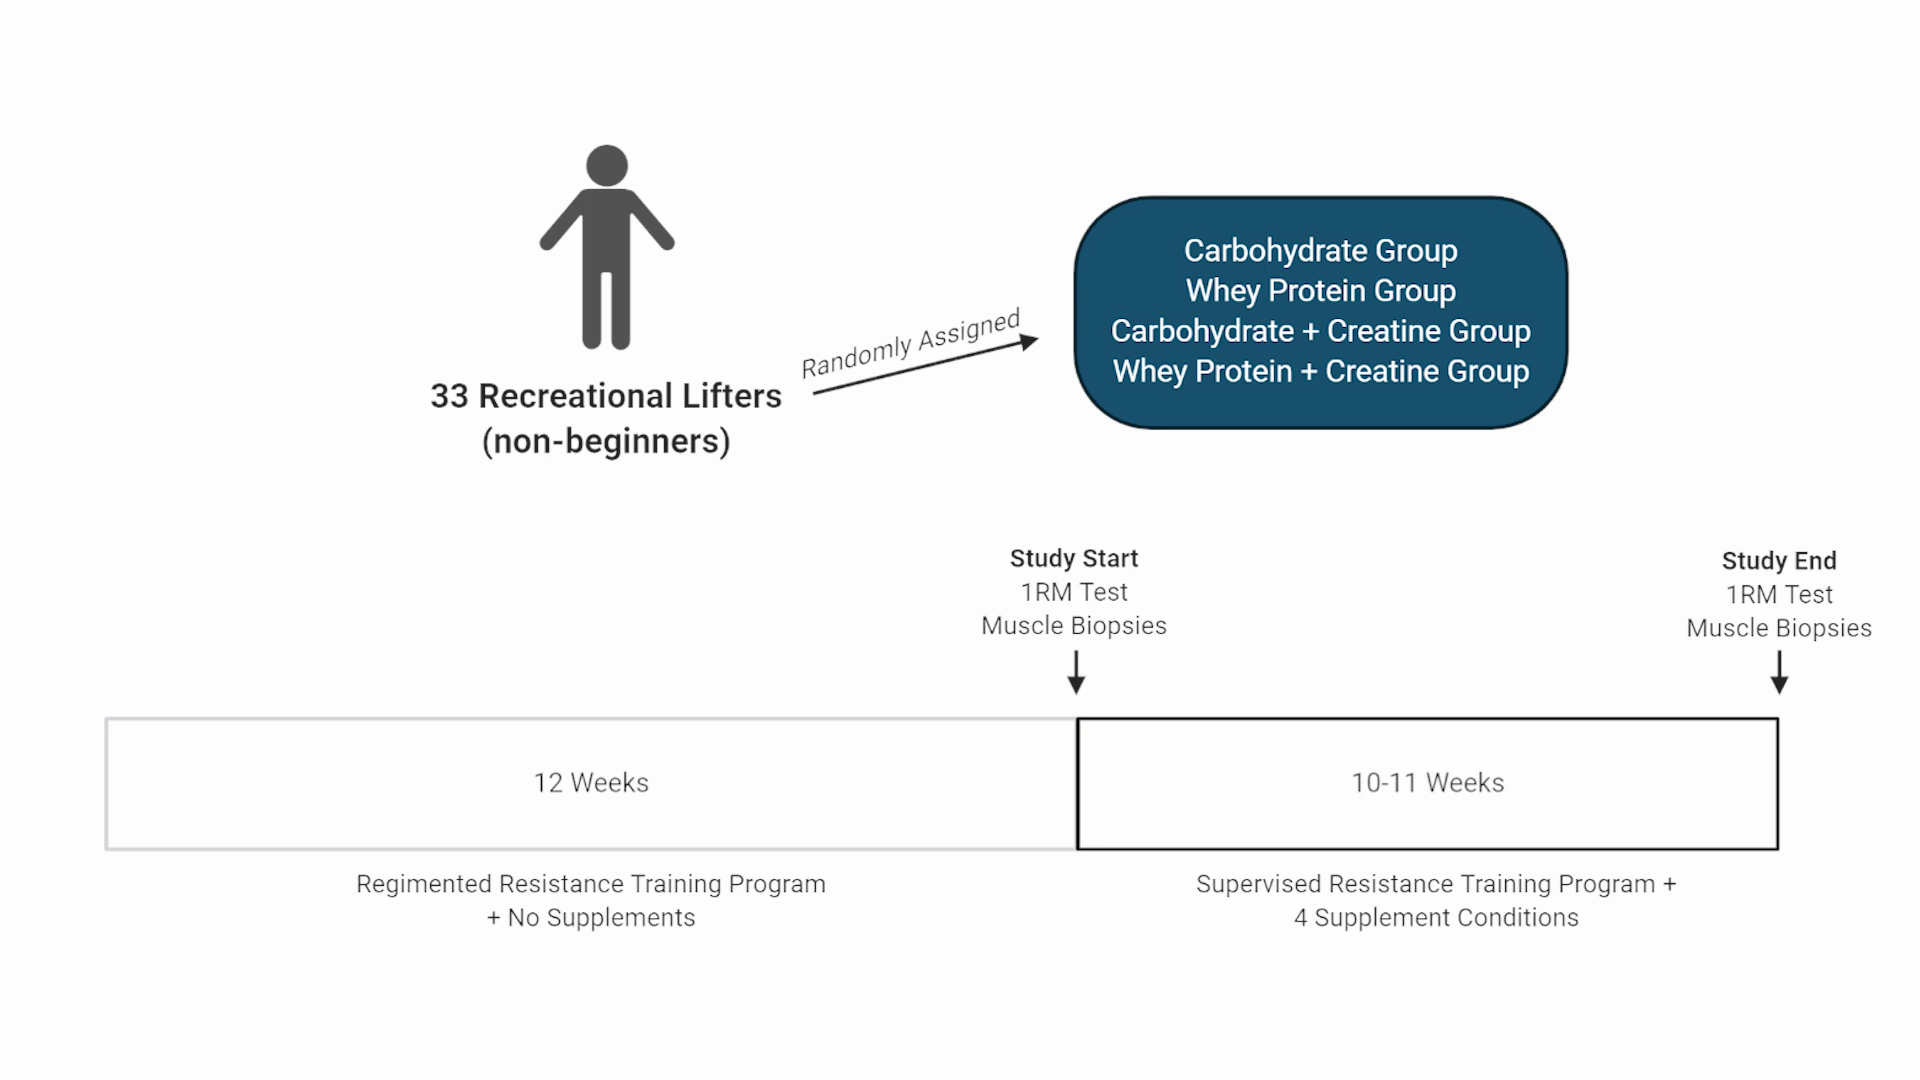 33 Recreational Lifters
(non-beginners)
Randomly Assigned
Carbohydrate Group
Whey Protein Group
Carbohydrate + Creatine Group
Whey Protein + Creatine Group
Study Start
1RM Test
Muscle Biopsies
Study End
1RM Test
Muscle Biopsies
12 Weeks
10-11 Weeks
Regimented Resistance Training Program
+ No Supplements
Supervised Resistance Training Program +
4 Supplement Conditions